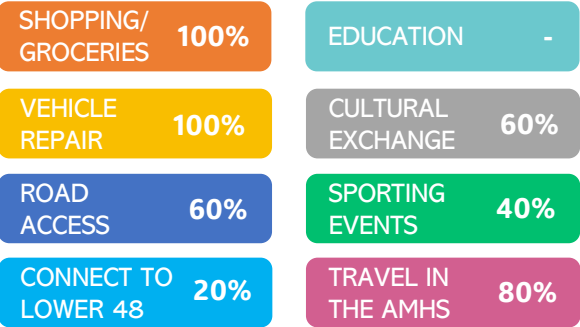 SHOPPING/
GROCERIES 100%
EDUCATION -
VEHICLE
REPAIR 100%
CULTURAL
EXCHANGE 60%
ROAD
ACCESS 60%
SPORTING
EVENTS 40%
CONNECT TO
LOWER 48 20%
TRAVEL IN
THE AMHS 80%